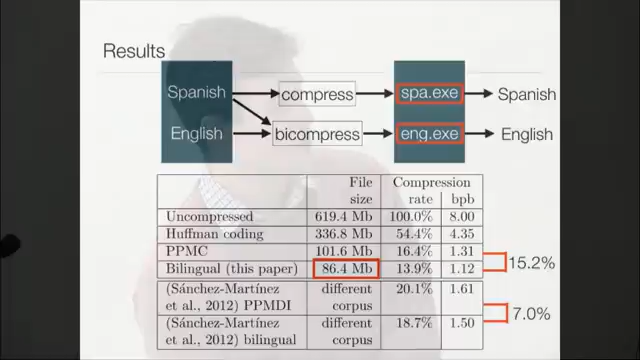 Results
Spanish compress spa.exe Spanish
English bicompress eng.exe English
File size Compression rate bpb
Uncompressed 619.4 Mb 100.0% 8.00
Huffman coding 336.8 Mb 54.4% 4.35
PPMC 101.6 Mb 16.4% 1.31
Bilingual (this paper) 86.4 Mb 13.9% 1.12
15.2%
(Sánchez-Martínez et al., 2012) PPMDI different corpus 20.1% 1.61
(Sánchez-Martínez et al., 2012) bilingual different corpus 18.7% 1.50
7.0%